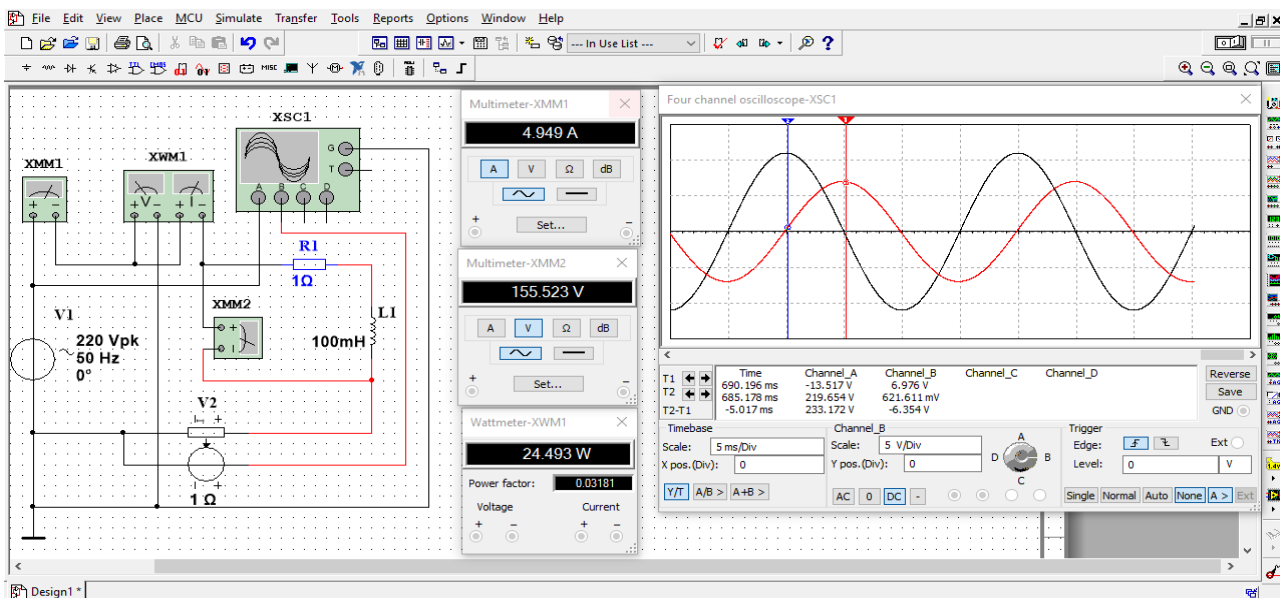 File Edit View Place MCU Simulate Transfer Tools Reports Options Window Help
--- In Use List ---
MISC
XMM1
XWM1
XSC1
G
T
A B C D
+ -
+V- +I-
R1
1Ω
XMM2
L1
100mH
V1
220 Vpk
50 Hz
0°
V2
1 Ω
Multimeter-XMM1
4.949 A
A V Ω dB
+ Set... -
Multimeter-XMM2
155.523 V
A V Ω dB
+ Set... -
Wattmeter-XWM1
24.493 W
Power factor: 0.03181
Voltage Current
+ - + -
Four channel oscilloscope-XSC1
Time Channel_A Channel_B Channel_C Channel_D
T1 690.196 ms -13.517 V 6.976 V
T2 685.178 ms 219.654 V 621.611 mV
T2-T1 -5.017 ms 233.172 V -6.354 V
Reverse
Save
GND
Timebase
Scale: 5 ms/Div
X pos.(Div): 0
Y/T A/B > A+B >
Channel_B
Scale: 5 V/Div
Y pos.(Div): 0
AC 0 DC -
A
D B
C
Trigger
Edge: Ext
Level: 0 V
Single Normal Auto None A > Ext
Design1 *